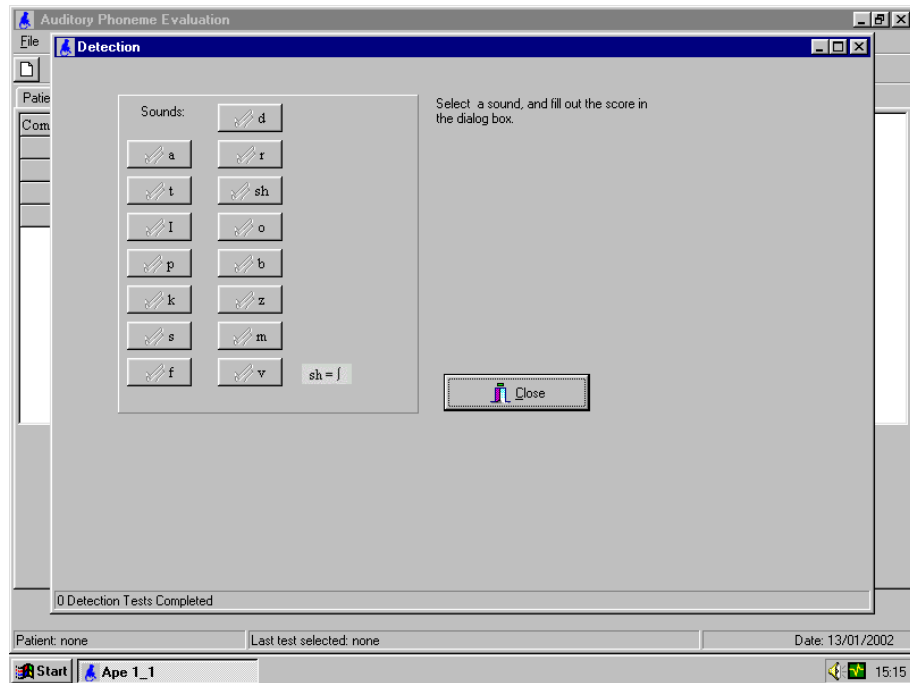 Auditory Phoneme Evaluation
File
Detection
Patie
Com
Sounds:
d
a
r
t
sh
I
o
p
b
k
z
s
m
f
v
sh = ʃ
Select a sound, and fill out the score in
the dialog box.
Close
0 Detection Tests Completed
Patient: none
Last test selected: none
Date: 13/01/2002
Start
Ape 1_1
15:15